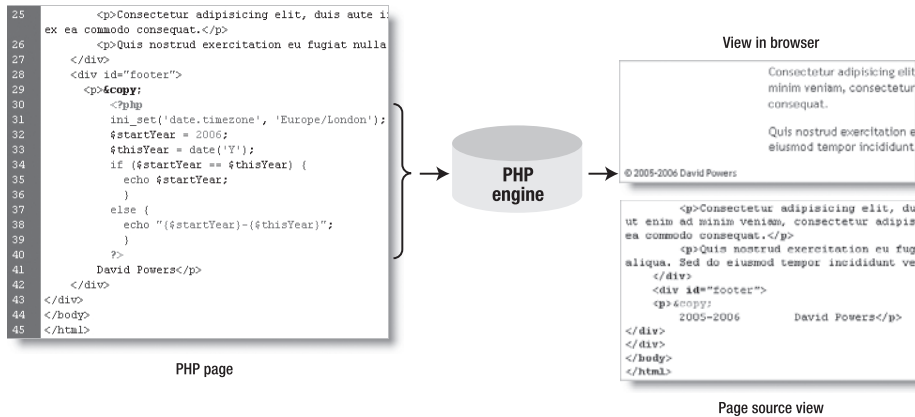 25 <p>Consectetur adipisicing elit, duis aute i
ex ea commodo consequat.</p>
26 <p>Quis nostrud exercitation eu fugiat nulla
27 </div>
28 <div id="footer">
29 <p>&copy;
30 <?php
31 ini_set('date.timezone', 'Europe/London');
32 $startYear = 2006;
33 $thisYear = date('Y');
34 if ($startYear == $thisYear) {
35 echo $startYear;
36 }
37 else {
38 echo "{$startYear}-{$thisYear}";
39 }
40 ?>
41 David Powers</p>
42 </div>
43 </div>
44 </body>
45 </html>
PHP page
PHP
engine
View in browser
Consectetur adipisicing elit
minim veniam, consectetur
consequat.
Quis nostrud exercitation e
eiusmod tempor incididunt
© 2005-2006 David Powers
<p>Consectetur adipisicing elit, du
ut enim ad minim veniam, consectetur adipis
ea commodo consequat.</p>
<p>Quis nostrud exercitation eu fug
aliqua. Sed do eiusmod tempor incididunt ve
</div>
<div id="footer">
<p>&copy;
2005-2006 David Powers</p>
</div>
</div>
</body>
</html>
Page source view